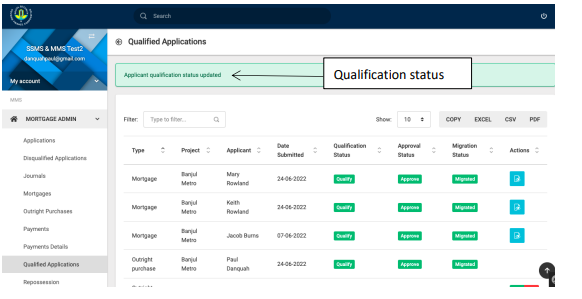 Search
Qualified Applications
SSMS & MMS Test2
danquahpaul@gmail.com
My account
Applicant qualification status updated
Qualification status
MMS
MORTGAGE ADMIN
Applications
Disqualified Applications
Journals
Mortgages
Outright Purchases
Payments
Payments Details
Qualified Applications
Repossession
Filter: Type to filter... Show: 10 COPY EXCEL CSV PDF
Type Project Applicant Date Submitted Qualification Status Approval Status Migration Status Actions
Mortgage Banjul Metro Mary Rowland 24-06-2022 Qualify Approve Migrated
Mortgage Banjul Metro Keith Rowland 24-06-2022 Qualify Approve Migrated
Mortgage Banjul Metro Jacob Burns 07-06-2022 Qualify Approve Migrated
Outright purchase Banjul Metro Paul Danquah 24-06-2022 Qualify Approve Migrated